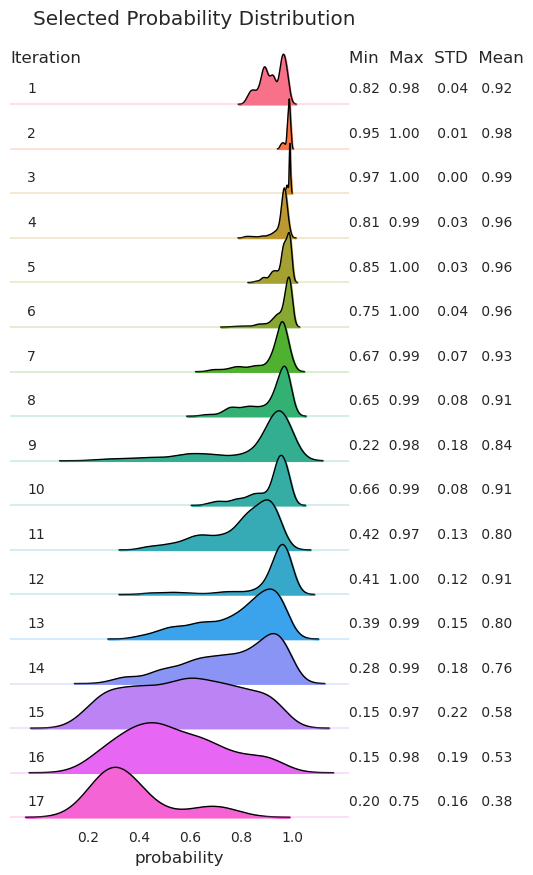 Selected Probability Distribution
Iteration Min Max STD Mean
1 0.82 0.98 0.04 0.92
2 0.95 1.00 0.01 0.98
3 0.97 1.00 0.00 0.99
4 0.81 0.99 0.03 0.96
5 0.85 1.00 0.03 0.96
6 0.75 1.00 0.04 0.96
7 0.67 0.99 0.07 0.93
8 0.65 0.99 0.08 0.91
9 0.22 0.98 0.18 0.84
10 0.66 0.99 0.08 0.91
11 0.42 0.97 0.13 0.80
12 0.41 1.00 0.12 0.91
13 0.39 0.99 0.15 0.80
14 0.28 0.99 0.18 0.76
15 0.15 0.97 0.22 0.58
16 0.15 0.98 0.19 0.53
17 0.20 0.75 0.16 0.38
0.2 0.4 0.6 0.8 1.0
probability